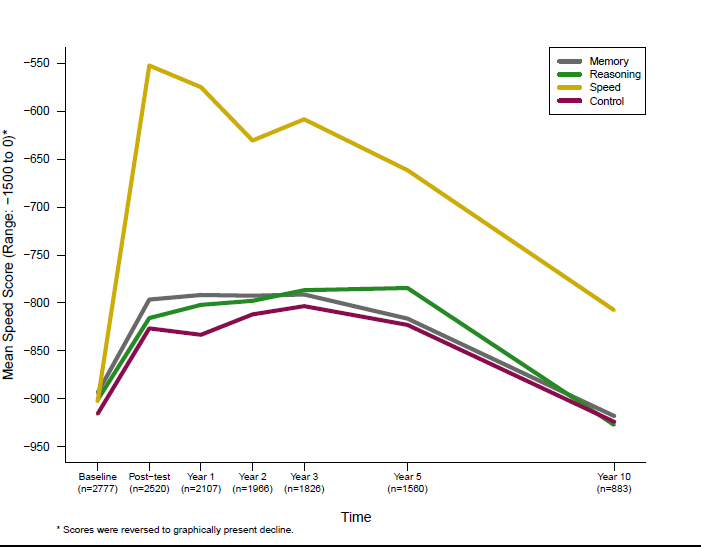 Memory
Reasoning
Speed
Control
−550
−600
−650
−700
−750
−800
−850
−900
−950
Mean Speed Score (Range: −1500 to 0)*
Baseline Post−test Year 1 Year 2 Year 3 Year 5 Year 10
(n=2777) (n=2520) (n=2107) (n=1966) (n=1826) (n=1560) (n=883)
Time
* Scores were reversed to graphically present decline.